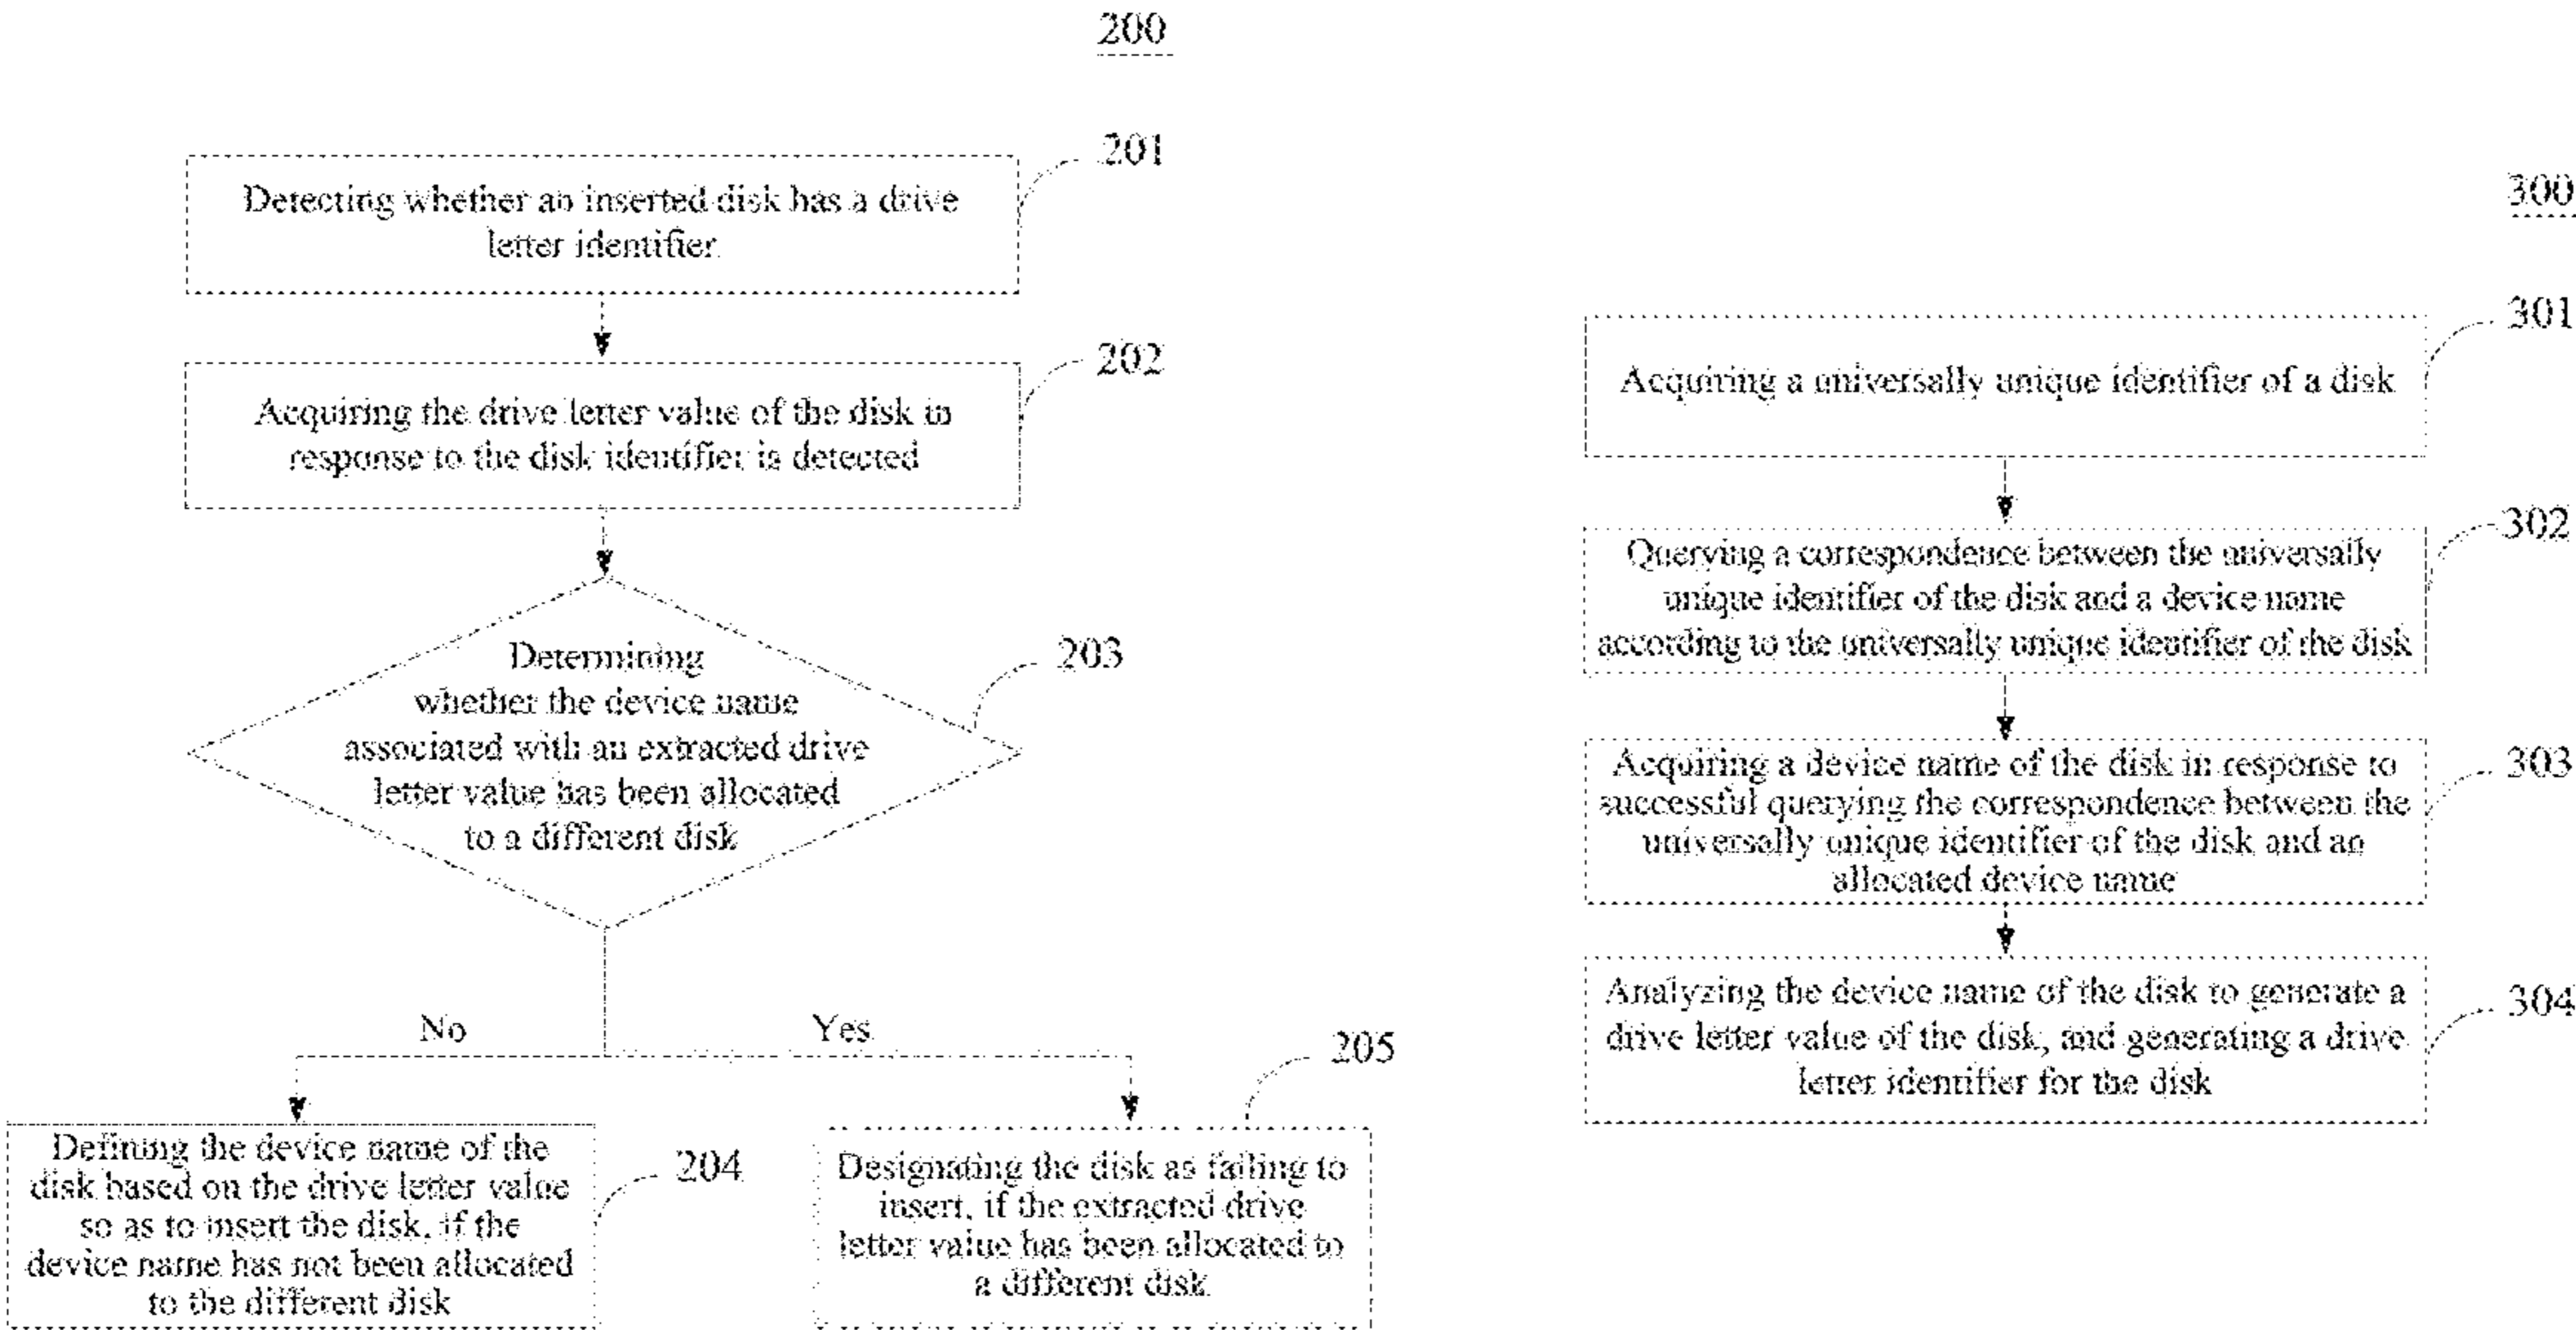 200
201
Detecting whether an inserted disk has a drive
letter identifier
202
Acquiring the drive letter value of the disk in
response to the disk identifier is detected
203
Determining
whether the device name
associated with an extracted drive
letter value has been allocated
to a different disk
No
Yes
204
Defining the device name of the
disk based on the drive letter value
so as to insert the disk, if the
device name has not been allocated
to the different disk
205
Designating the disk as failing to
insert, if the extracted drive
letter value has been allocated to
a different disk
300
301
Acquiring a universally unique identifier of a disk
302
Querying a correspondence between the universally
unique identifier of the disk and a device name
according to the universally unique identifier of the disk
303
Acquiring a device name of the disk in response to
successful querying the correspondence between the
universally unique identifier of the disk and an
allocated device name
304
Analyzing the device name of the disk to generate a
drive letter value of the disk, and generating a drive
letter identifier for the disk